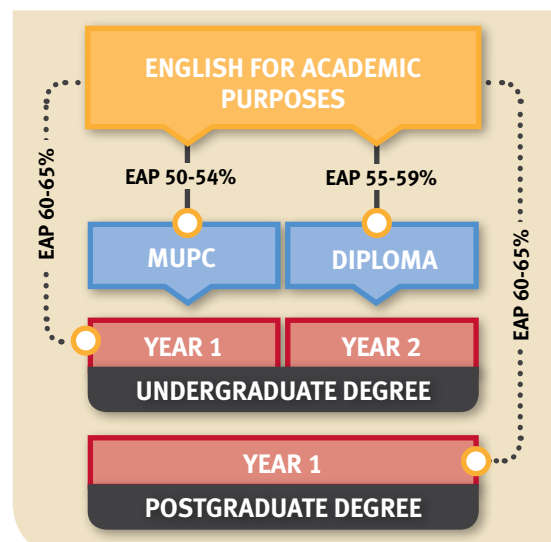 ENGLISH FOR ACADEMIC
PURPOSES
EAP 60-65%
EAP 50-54%
EAP 55-59%
EAP 60-65%
MUPC
DIPLOMA
YEAR 1
YEAR 2
UNDERGRADUATE DEGREE
YEAR 1
POSTGRADUATE DEGREE